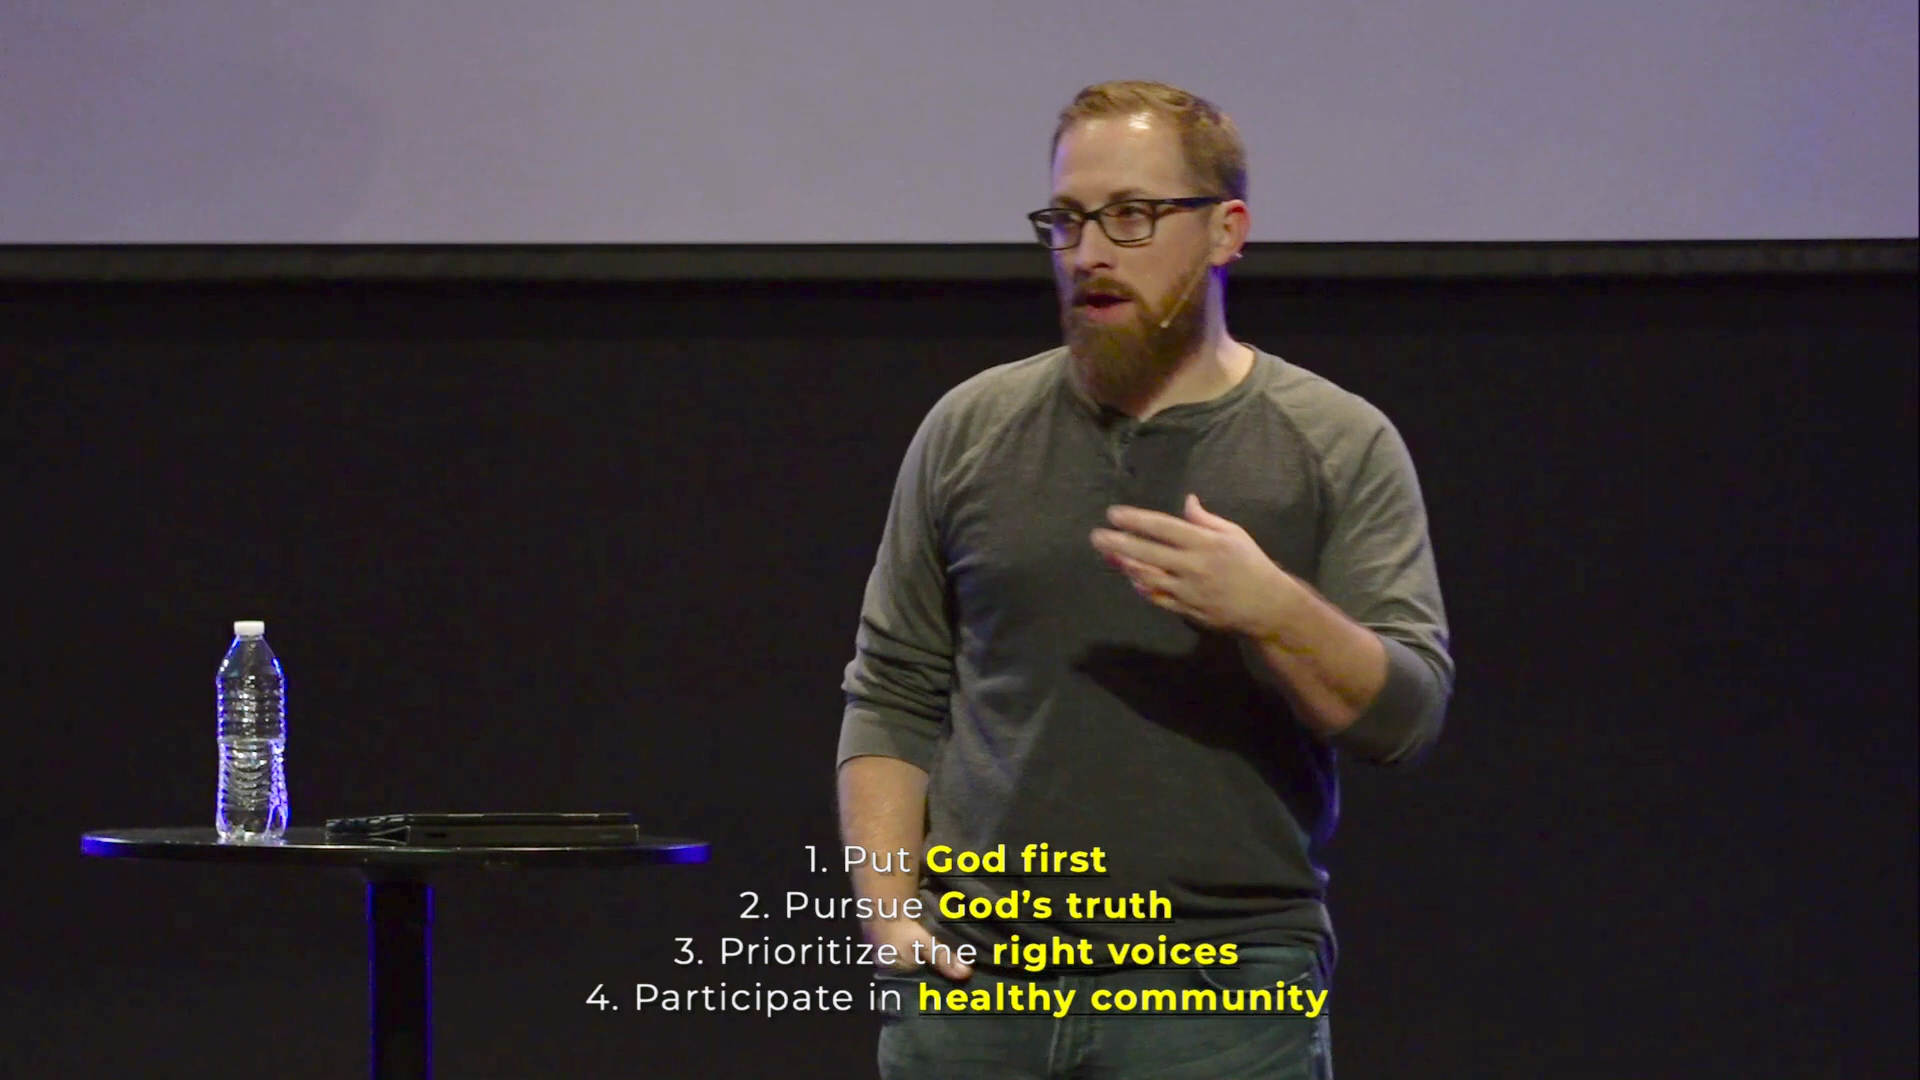 1. Put God first
2. Pursue God’s truth
3. Prioritize the right voices
4. Participate in healthy community